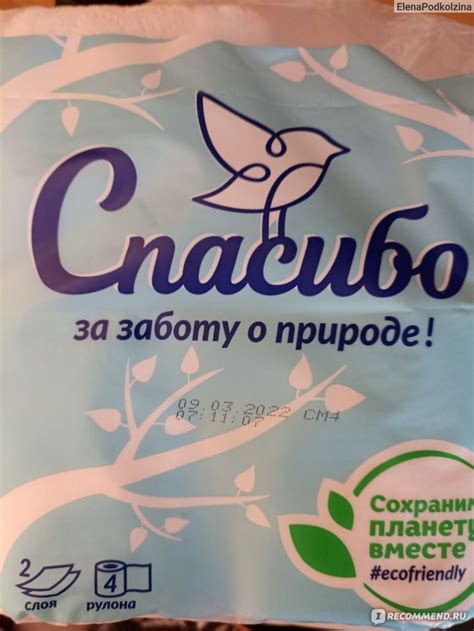 ElenaPodkolzina
Спасибо
за заботу о природе!
09 03 2022 СМ4
07:11:07
Сохраним
планету
вместе
#ecofriendly
2
слоя
4
рулона
I RECOMMEND.RU